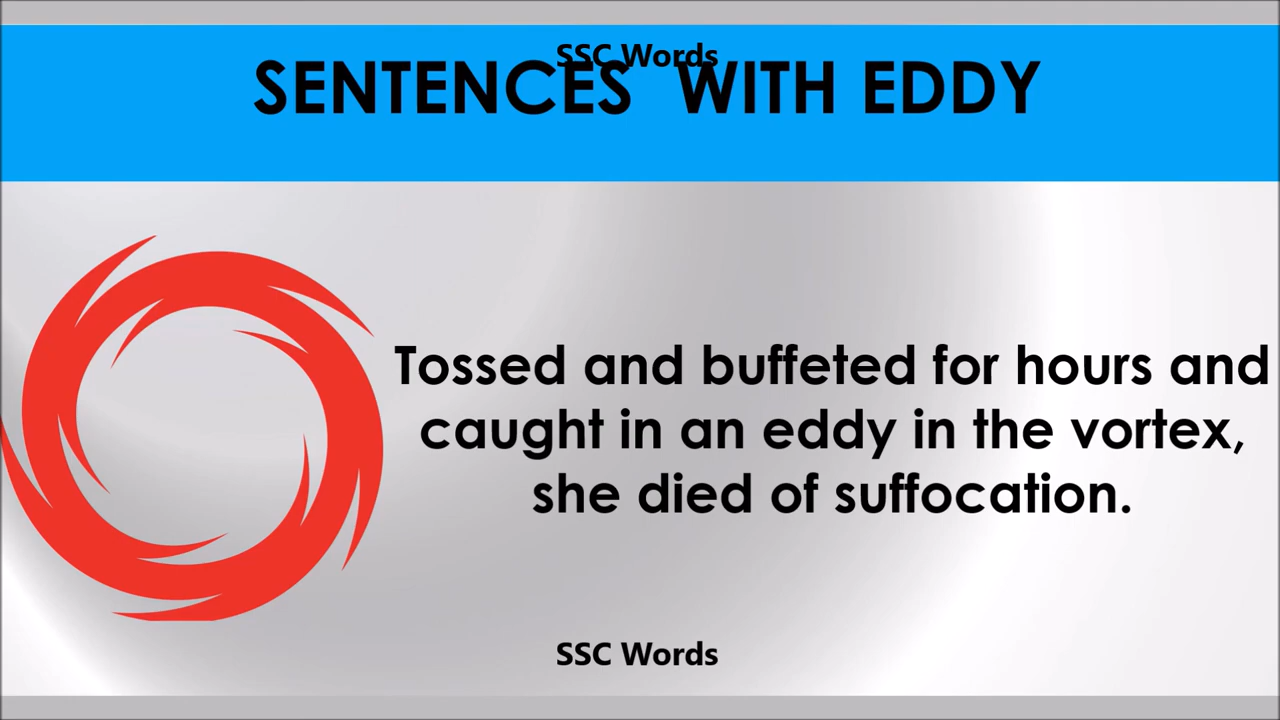 SSC Words
SENTENCES WITH EDDY
Tossed and buffeted for hours and
caught in an eddy in the vortex,
she died of suffocation.
SSC Words